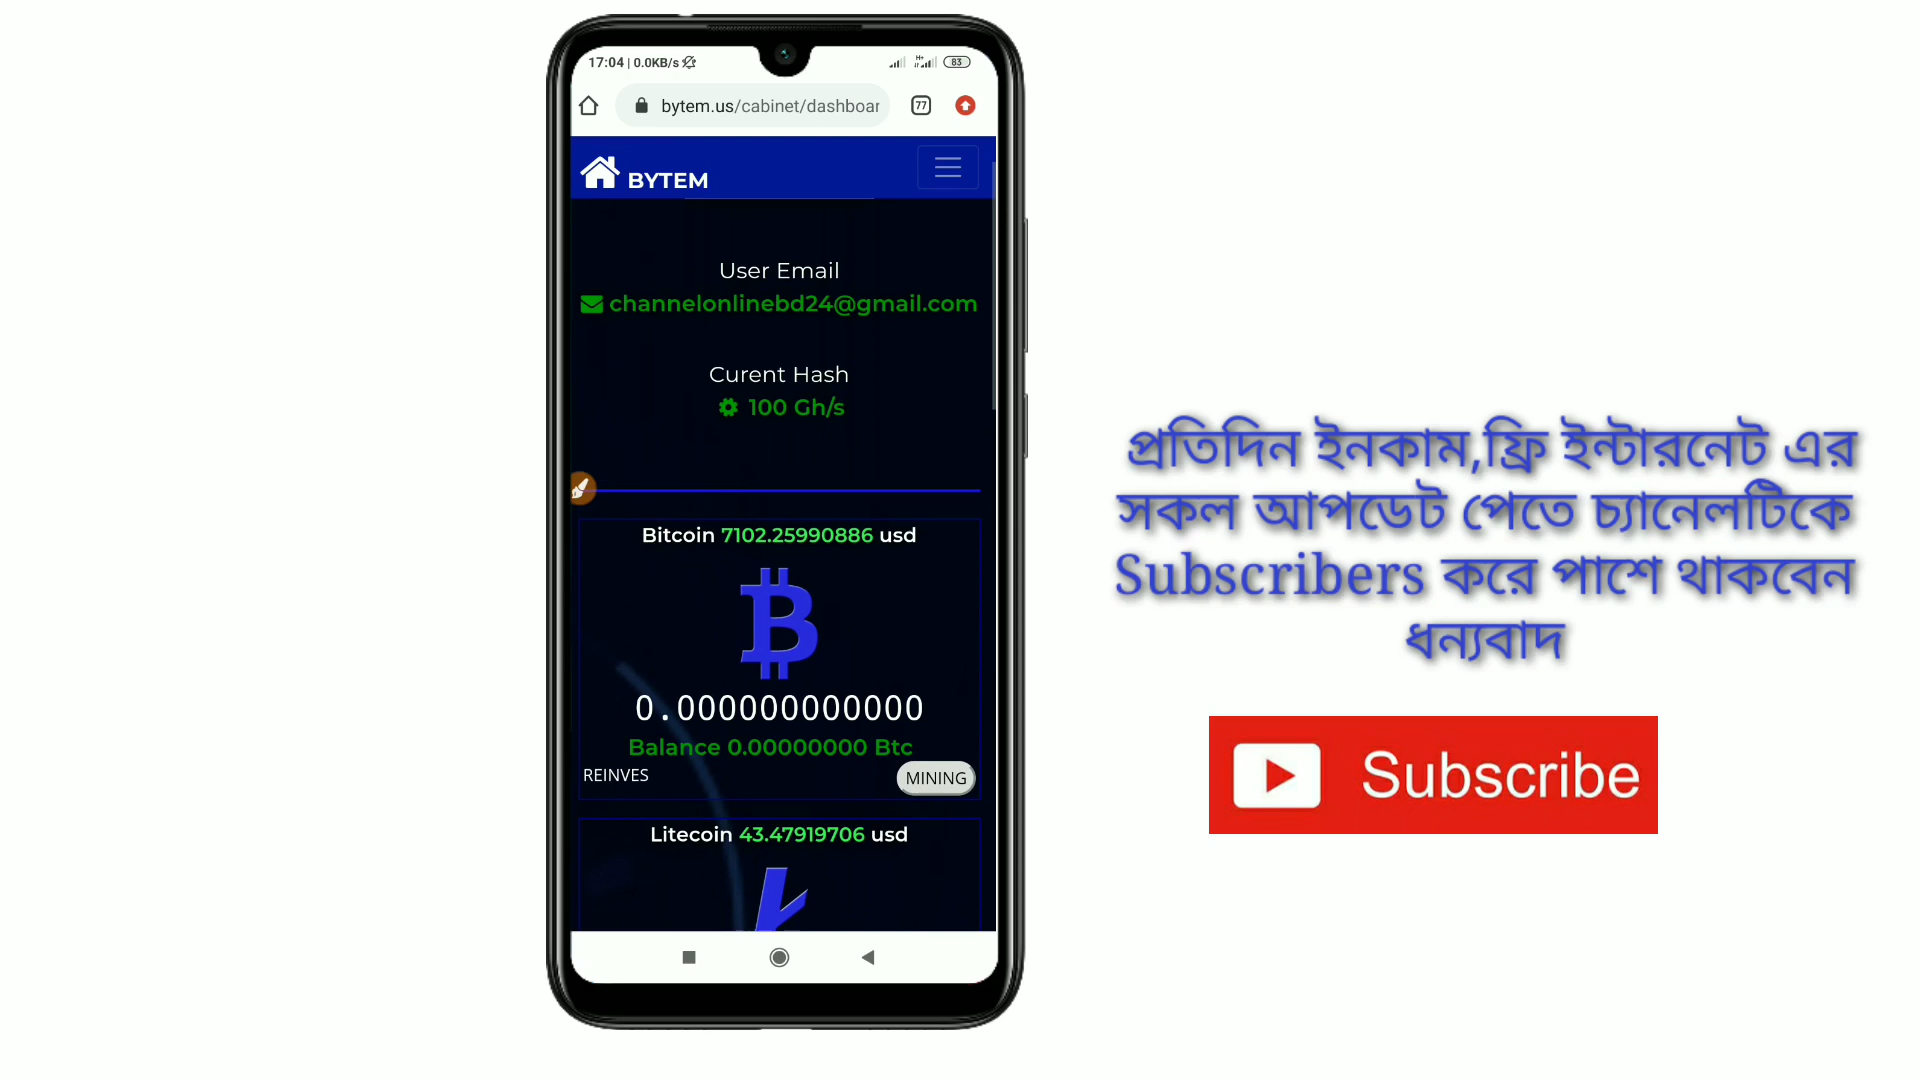 17:04 | 0.0KB/s
H+
83
bytem.us/cabinet/dashboar
77
BYTEM
User Email
channelonlinebd24@gmail.com
Curent Hash
100 Gh/s
Bitcoin 7102.25990886 usd
0.000000000000
Balance 0.00000000 Btc
REINVES
MINING
Litecoin 43.47919706 usd
প্রতিদিন ইনকাম,ফ্রি ইন্টারনেট এর
সকল আপডেট পেতে চ্যানেলটিকে
Subscribers করে পাশে থাকবেন
ধন্যবাদ
Subscribe